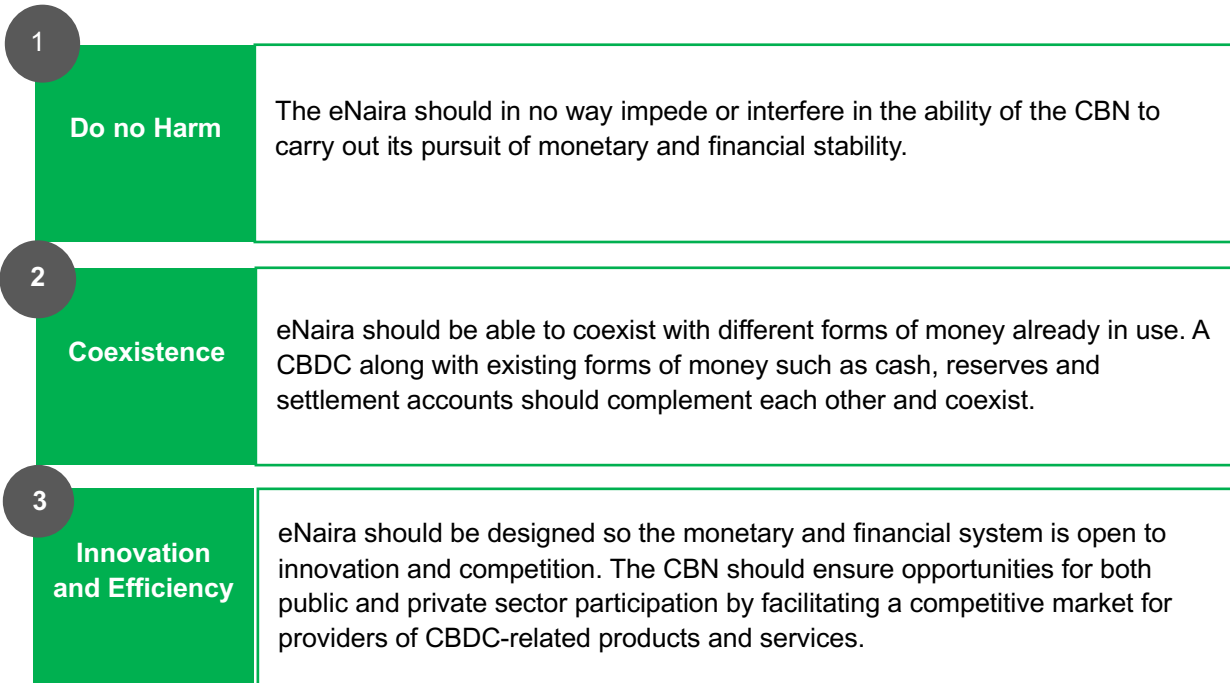 1
Do no Harm
The eNaira should in no way impede or interfere in the ability of the CBN to
carry out its pursuit of monetary and financial stability.
2
Coexistence
eNaira should be able to coexist with different forms of money already in use. A
CBDC along with existing forms of money such as cash, reserves and
settlement accounts should complement each other and coexist.
3
Innovation
and Efficiency
eNaira should be designed so the monetary and financial system is open to
innovation and competition. The CBN should ensure opportunities for both
public and private sector participation by facilitating a competitive market for
providers of CBDC-related products and services.